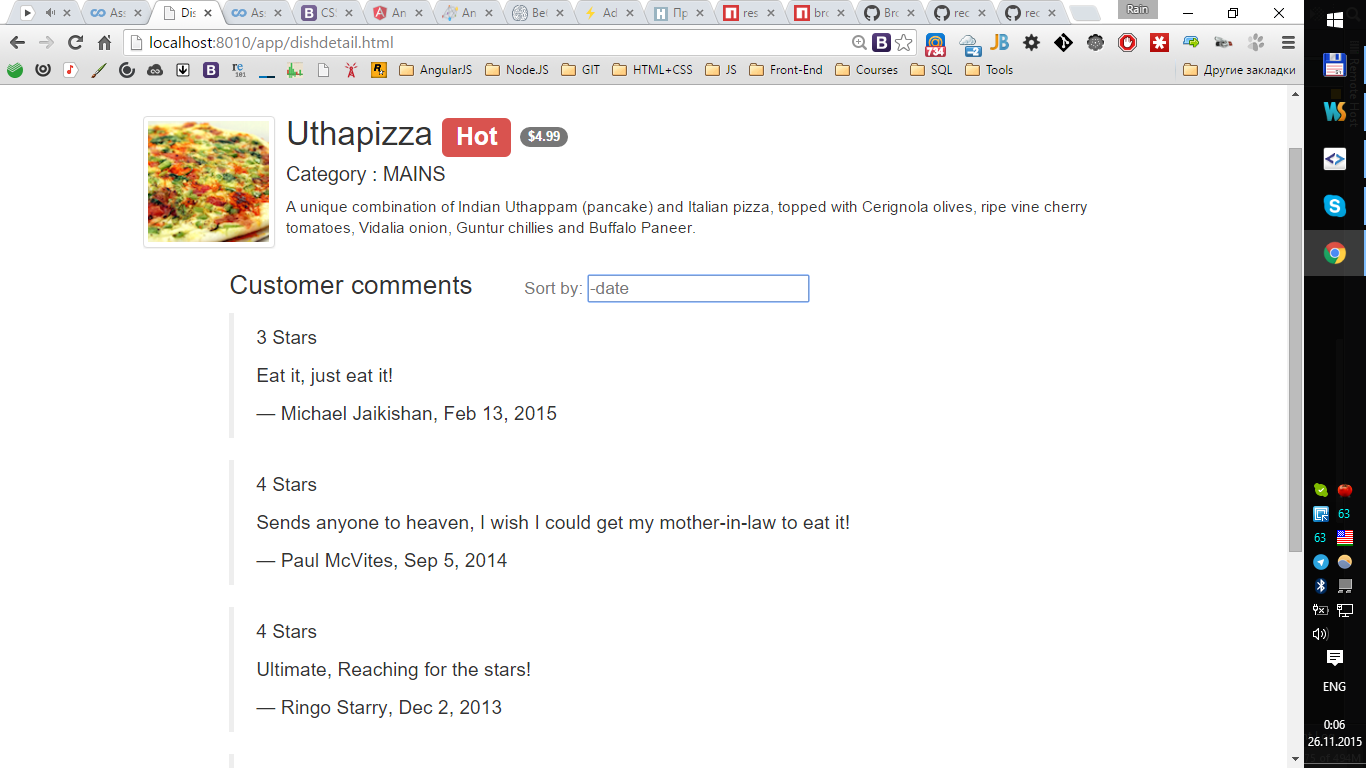 Ass
Dis
Ass
CS
An
An
Ad
Пр
res
bro
Bro
rec
rec
Rain
localhost:8010/app/dishdetail.html
734
-2
JB
AngularJS
Node.JS
GIT
HTML+CSS
JS
Front-End
Courses
SQL
Tools
Другие закладки
Uthapizza Hot $4.99
Category : MAINS
A unique combination of Indian Uthappam (pancake) and Italian pizza, topped with Cerignola olives, ripe vine cherry
tomatoes, Vidalia onion, Guntur chillies and Buffalo Paneer.
Customer comments
Sort by: -date
3 Stars
Eat it, just eat it!
— Michael Jaikishan, Feb 13, 2015
4 Stars
Sends anyone to heaven, I wish I could get my mother-in-law to eat it!
— Paul McVites, Sep 5, 2014
4 Stars
Ultimate, Reaching for the stars!
— Ringo Starry, Dec 2, 2013
63
63
ENG
0:06
26.11.2015